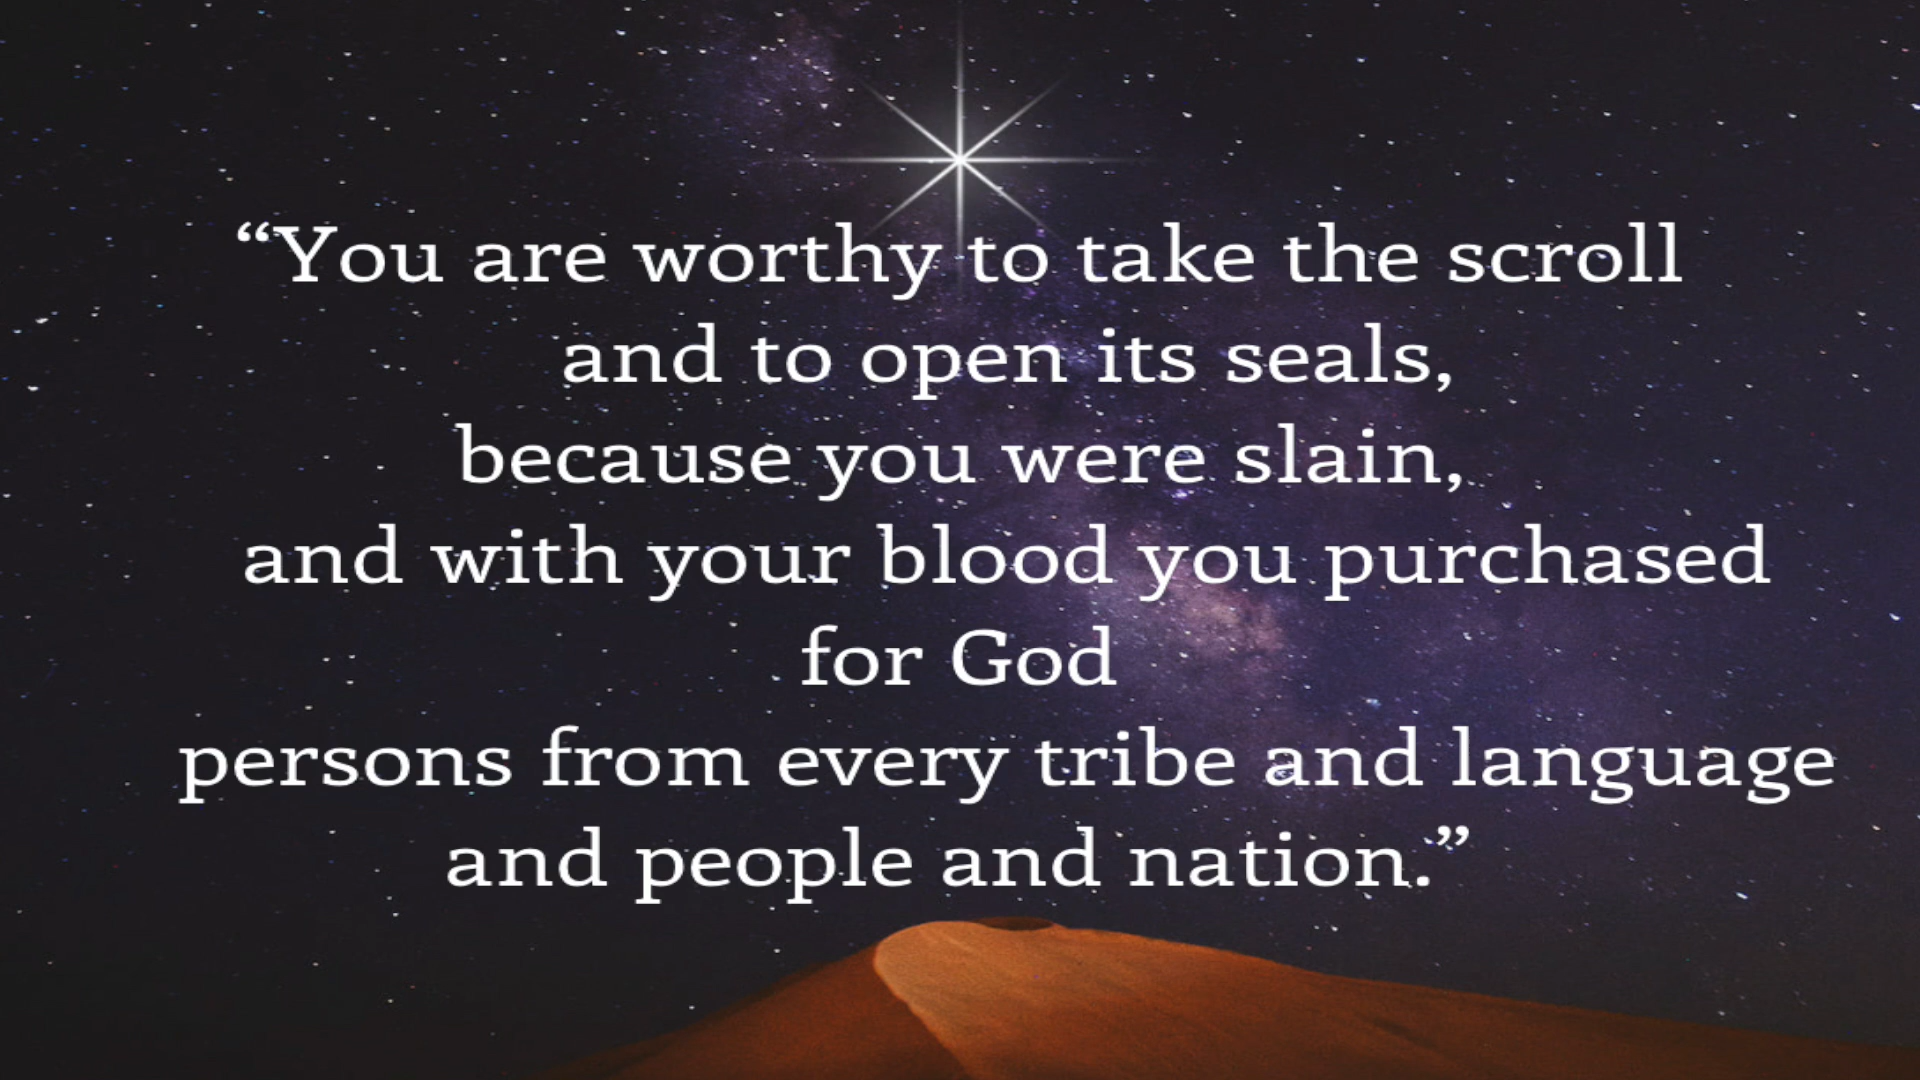 “You are worthy to take the scroll
and to open its seals,
because you were slain,
and with your blood you purchased
for God
persons from every tribe and language
and people and nation.”